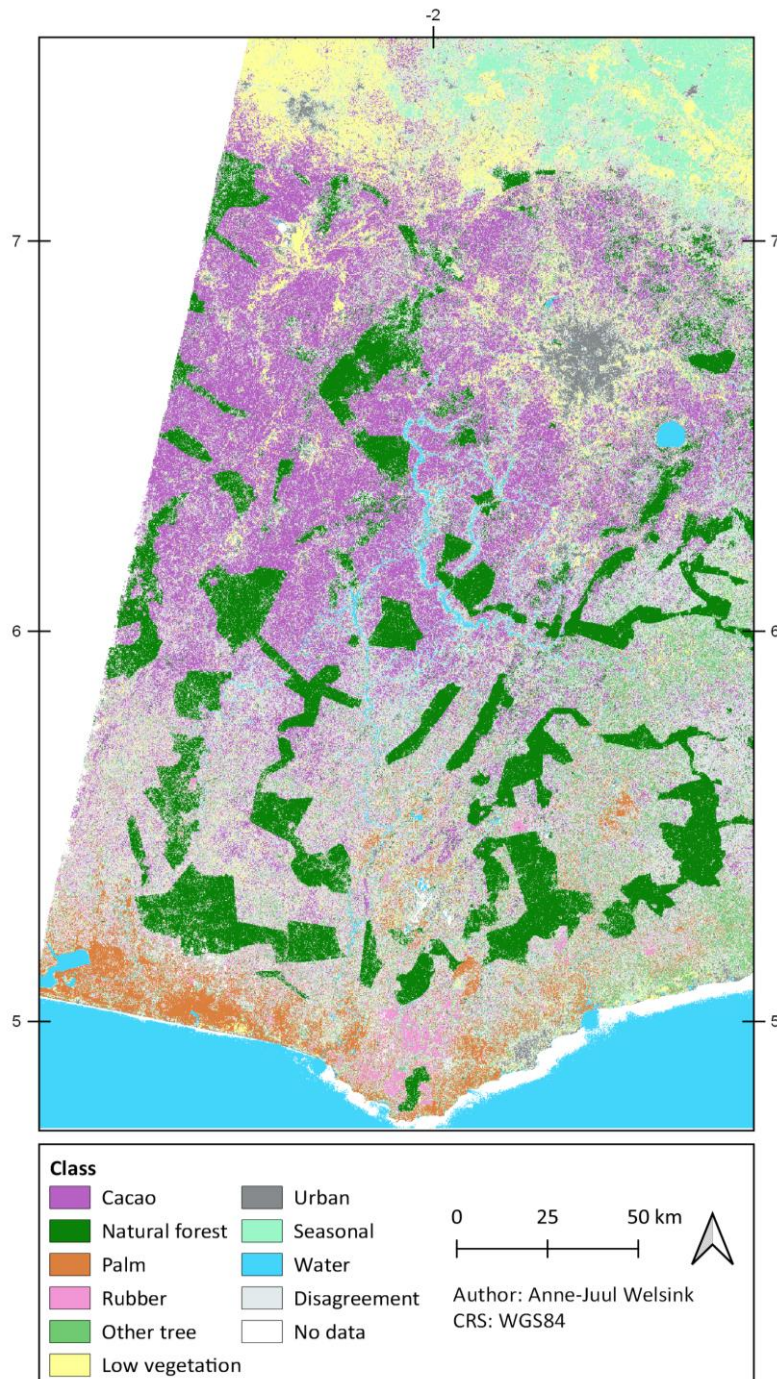 -2
7 7
6 6
5 5
Class
Cacao
Natural forest
Palm
Rubber
Other tree
Low vegetation
Urban
Seasonal
Water
Disagreement
No data
0 25 50 km
Author: Anne-Juul Welsink
CRS: WGS84